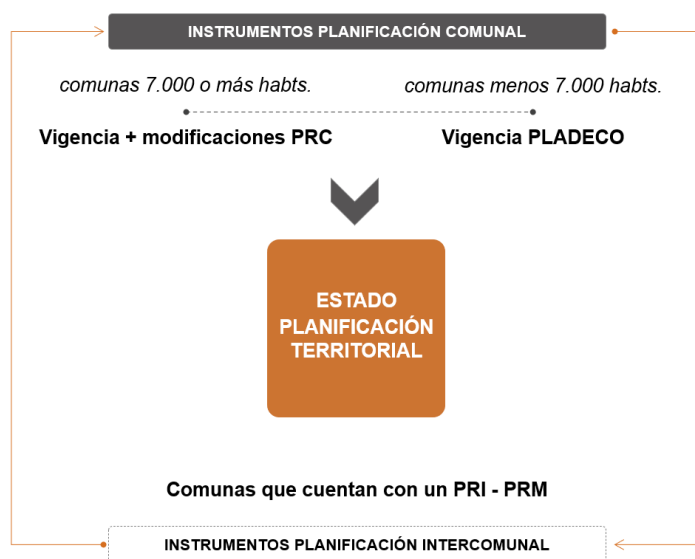 INSTRUMENTOS PLANIFICACIÓN COMUNAL
comunas 7.000 o más habts.
comunas menos 7.000 habts.
Vigencia + modificaciones PRC
Vigencia PLADECO
ESTADO
PLANIFICACIÓN
TERRITORIAL
Comunas que cuentan con un PRI - PRM
INSTRUMENTOS PLANIFICACIÓN INTERCOMUNAL